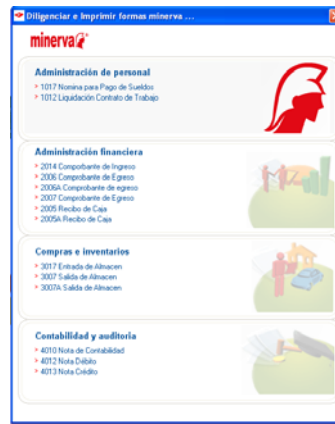 Diligenciar e Imprimir formas minerva ...
minerva
Administración de personal
1017 Nomina para Pago de Sueldos
1012 Liquidación Contrato de Trabajo
Administración financiera
2014 Comporbante de Ingreso
2006 Comprobante de Egreso
2006A Comprobante de egreso
2007 Comprobante de Egreso
2005 Recibo de Caja
2005A Recibo de Caja
Compras e inventarios
3017 Entrada de Almacen
3007 Salida de Almacen
3007A Salida de Almacen
Contabilidad y auditoria
4010 Nota de Contabilidad
4012 Nota Débito
4013 Nota Crédito